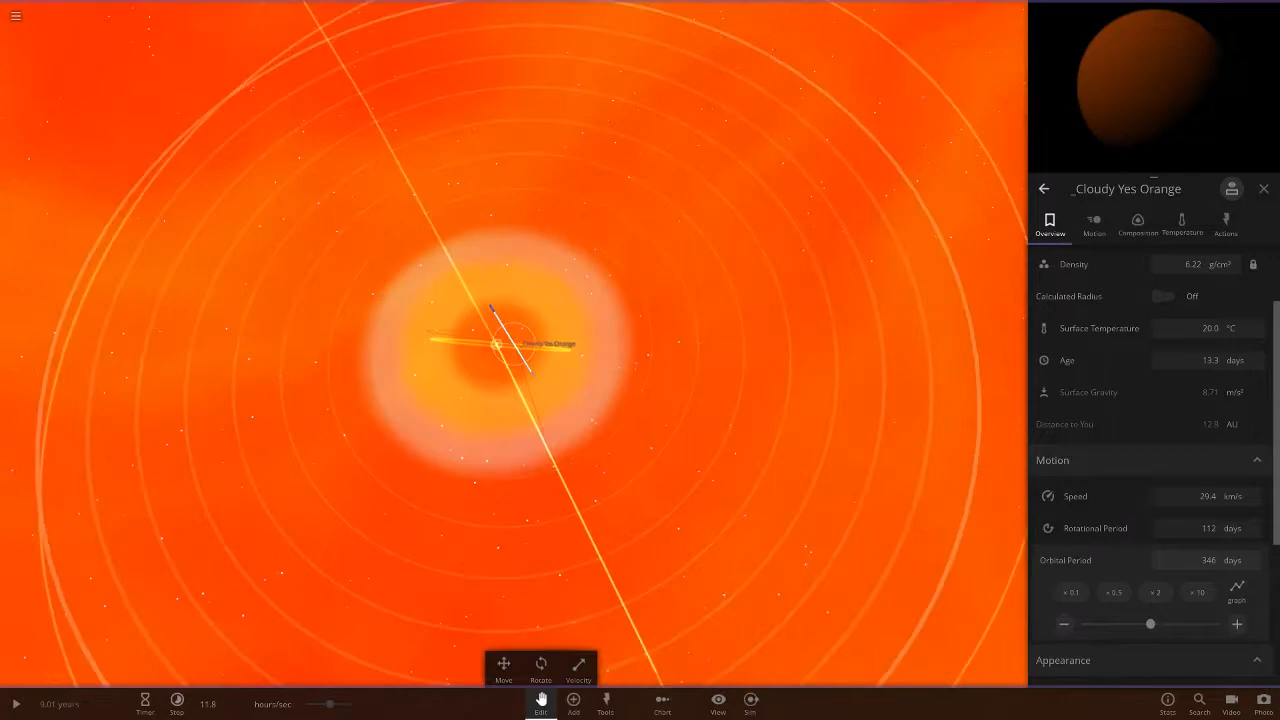 _Cloudy Yes Orange
Overview Motion Composition Temperature Actions
Density 6.22 g/cm³
Calculated Radius Off
Surface Temperature 20.0 °C
Age 13.3 days
Surface Gravity 8.71 m/s²
Distance to You 12.8 AU
Motion
Speed 29.4 km/s
Rotational Period 112 days
Orbital Period 346 days
× 0.1 × 0.5 × 2 × 10 graph
Appearance
_Cloudy Yes Orange
Move Rotate Velocity
9.01 years Timer Step 11.8 hours/sec Edit Add Tools Chart View Sim Stats Search Video Photo